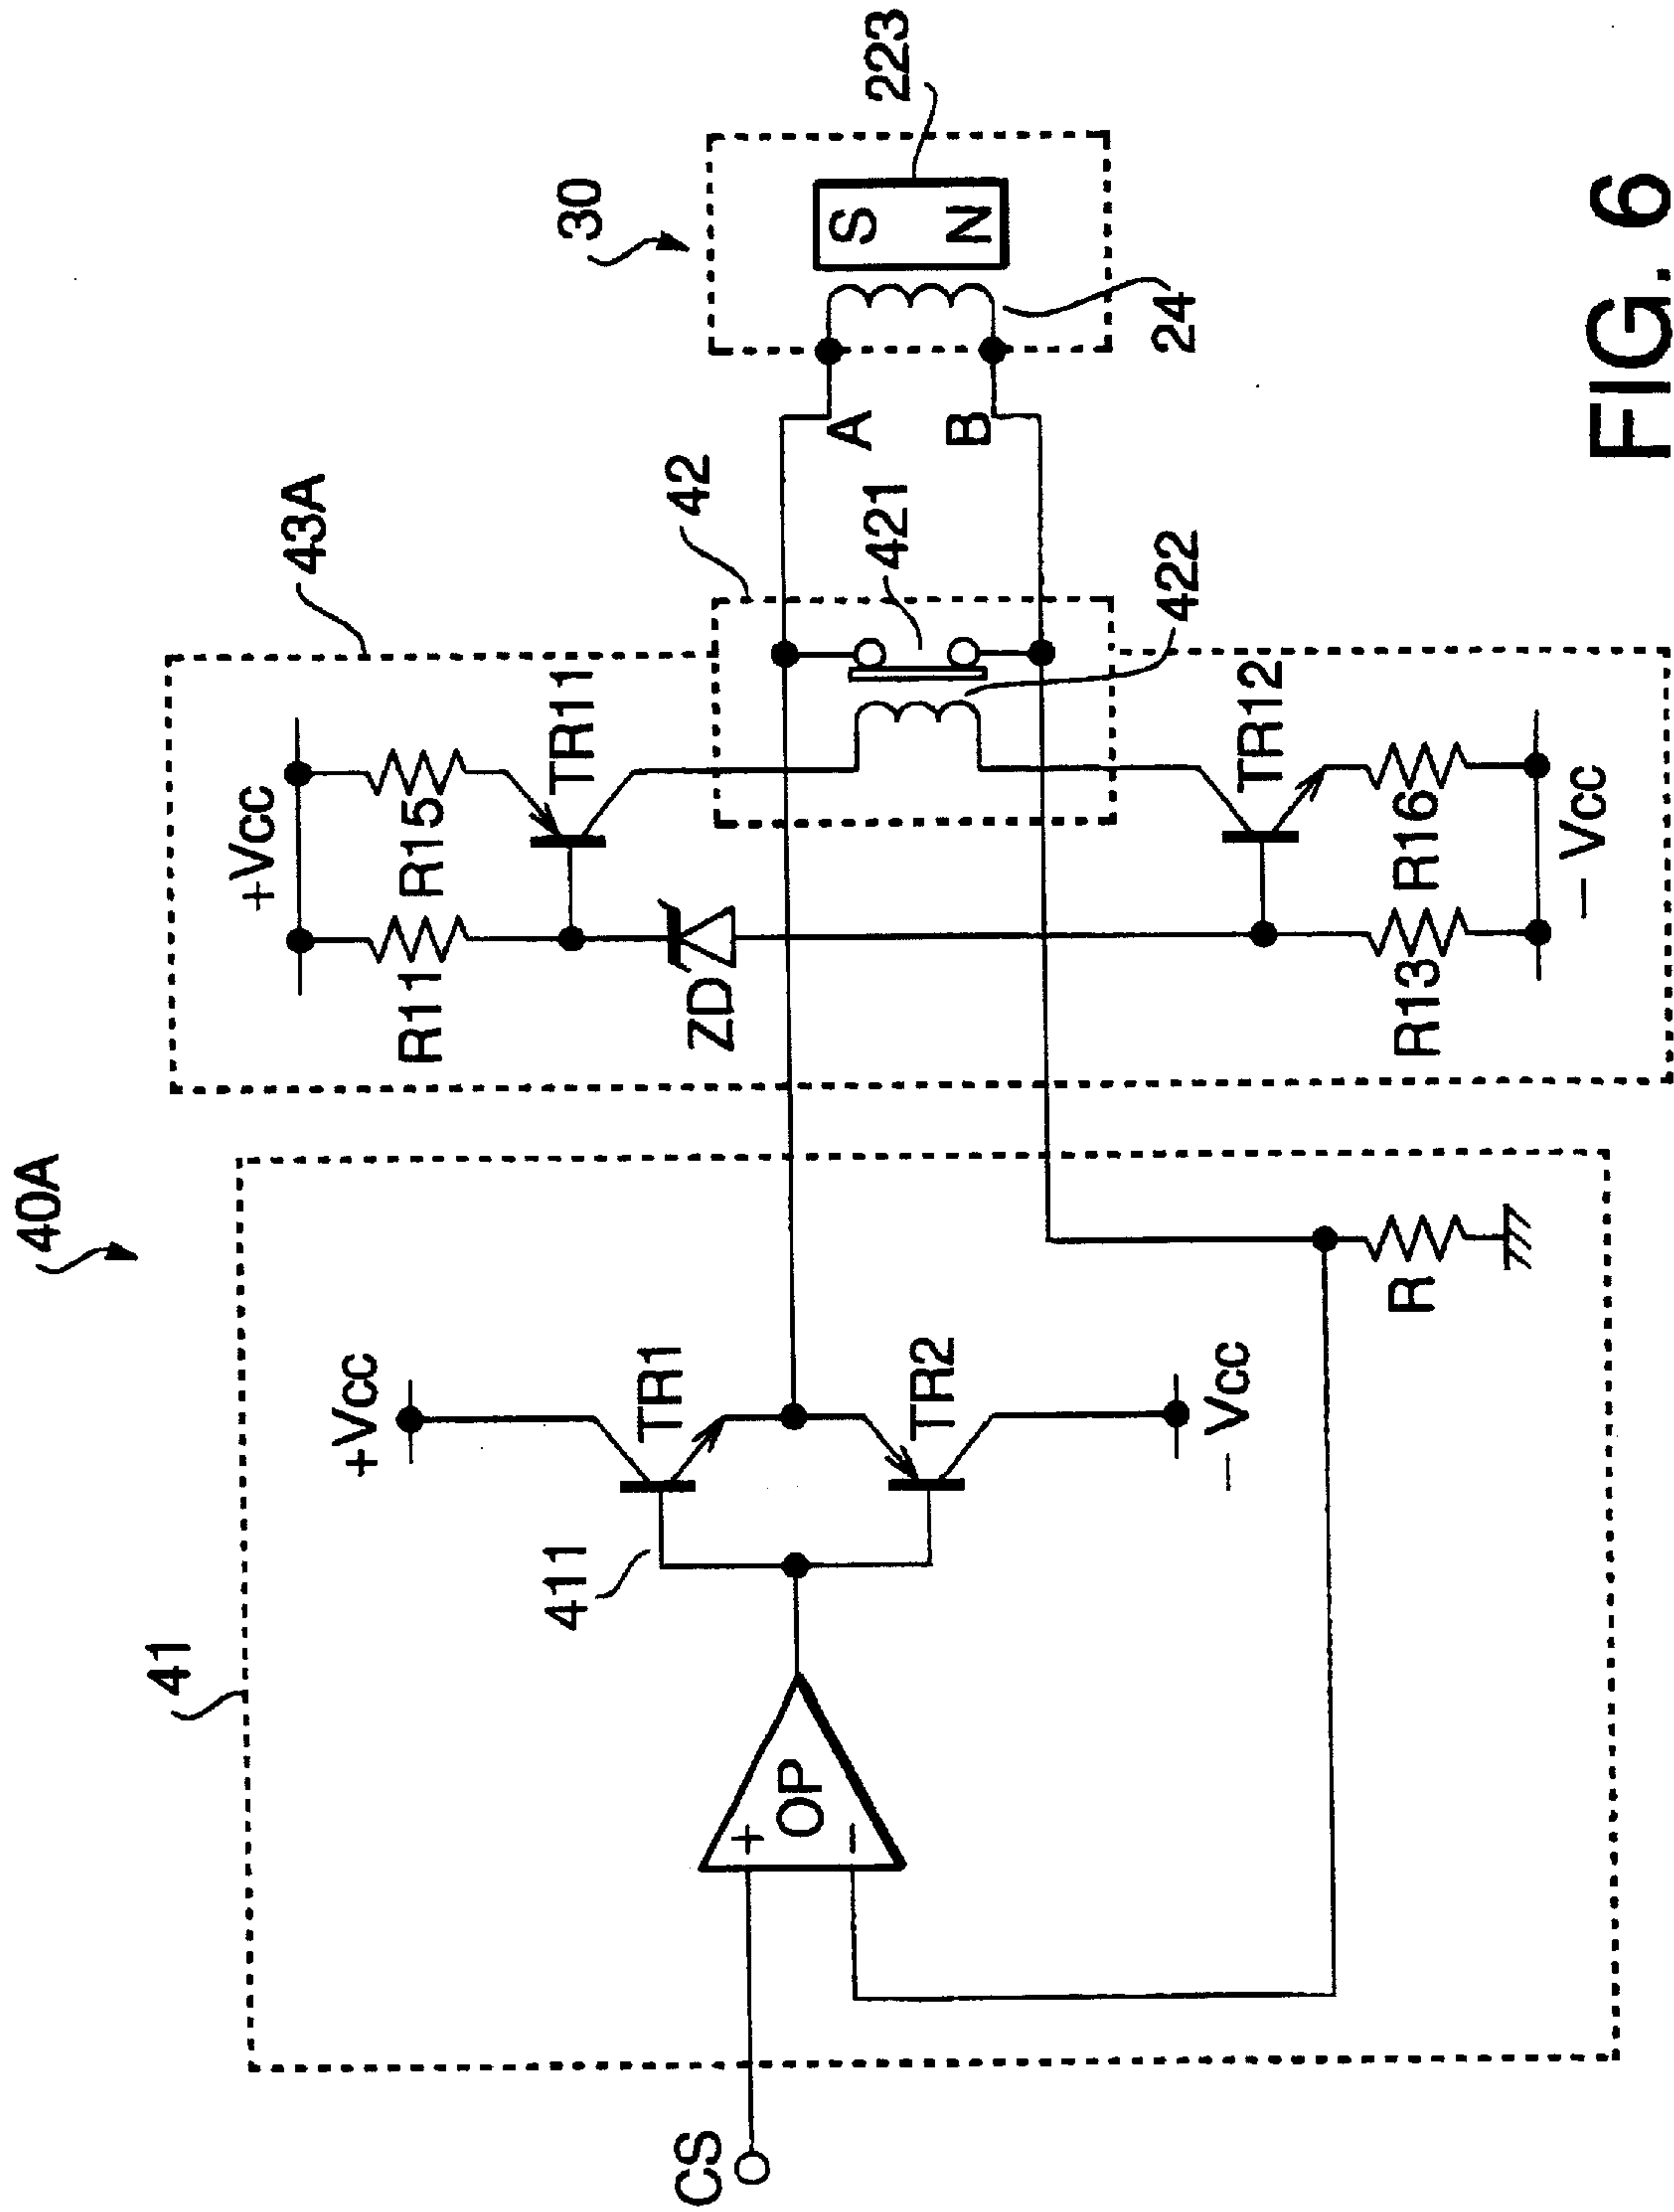 40A
41
43A
42
30
+Vcc
R11
R15
TR11
ZD
421
422
TR12
R13
R16
−Vcc
A
B
S
N
223
24
CS
+
−
OP
411
+Vcc
TR1
TR2
−Vcc
R
FIG. 6